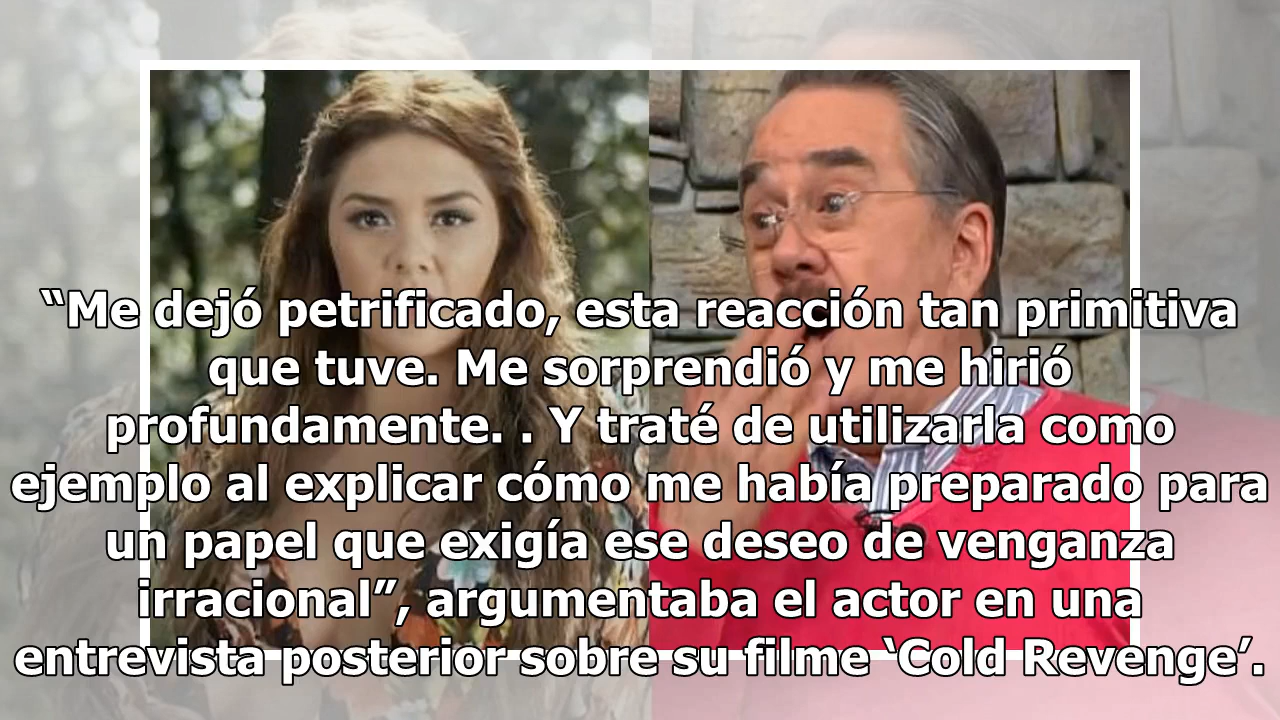 “Me dejó petrificado, esta reacción tan primitiva
que tuve. Me sorprendió y me hirió
profundamente. . Y traté de utilizarla como
ejemplo al explicar cómo me había preparado para
un papel que exigía ese deseo de venganza
irracional”, argumentaba el actor en una
entrevista posterior sobre su filme ‘Cold Revenge’.